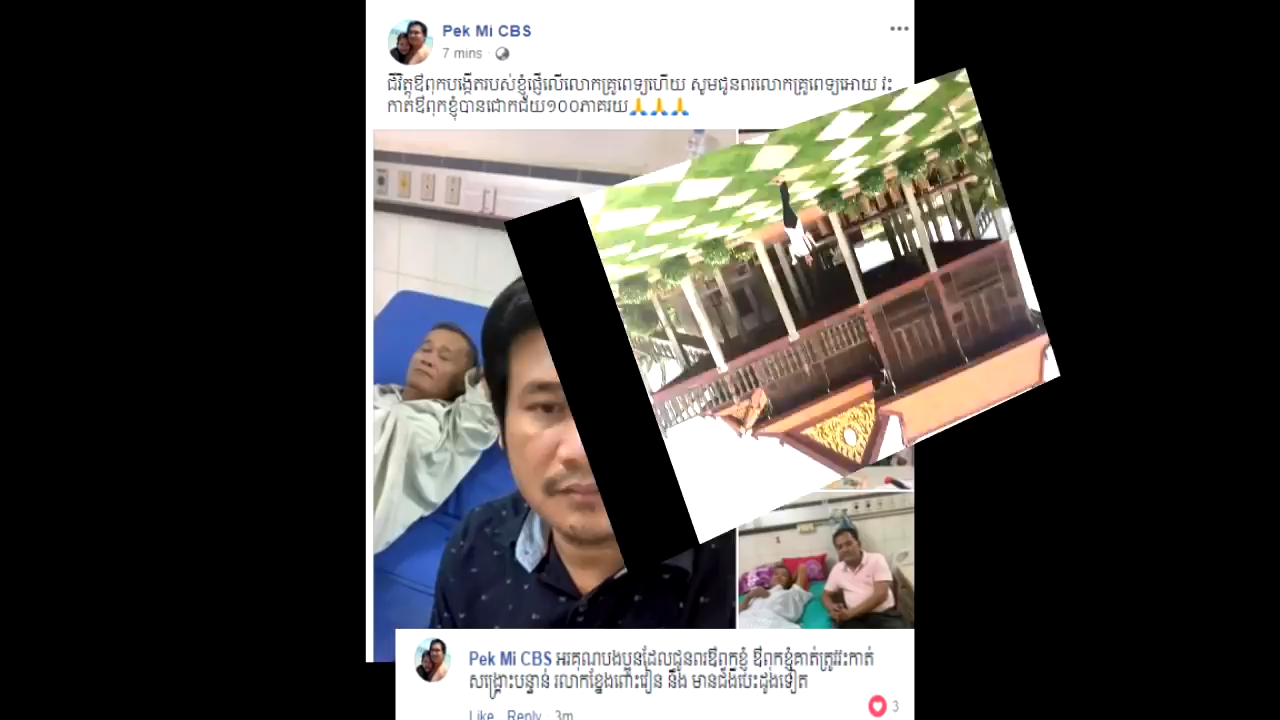 Pek Mi CBS
7 mins
ជីវិត្តឪពុកបង្កើតរបស់ខ្ញុំផ្ញើលើលោកគ្រូពេទ្យហើយ សូមជូនពរលោកគ្រូពេទ្យអោយ វះ
កាត់ឪពុកខ្ញុំបានជោកជ័យ១០០ភាគរយ🙏🙏🙏
Pek Mi CBS អរគុណបងប្អូនដែលជូនពរឪពុកខ្ញុំ ឪពុកខ្ញុំគាត់ត្រូវវះកាត់
សង្គ្រោះបន្ទាន់ រលាកខ្នែងពោះវៀន និង មានជំងឺបេះដូងទៀត
3
Like Reply 3m